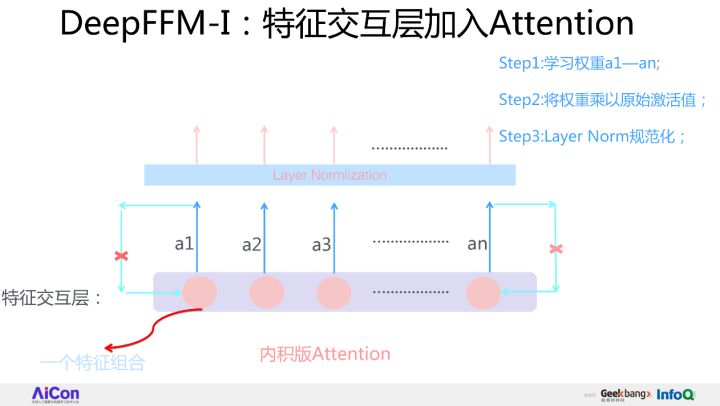 DeepFFM-I：特征交互层加入Attention
Step1:学习权重a1—an;
Step2:将权重乘以原始激活值；
Step3:Layer Norm规范化；
Layer Normlization
a1 a2 a3 an
特征交互层：
一个特征组合
内积版Attention
AiCon
Geekbang>. InfoQ